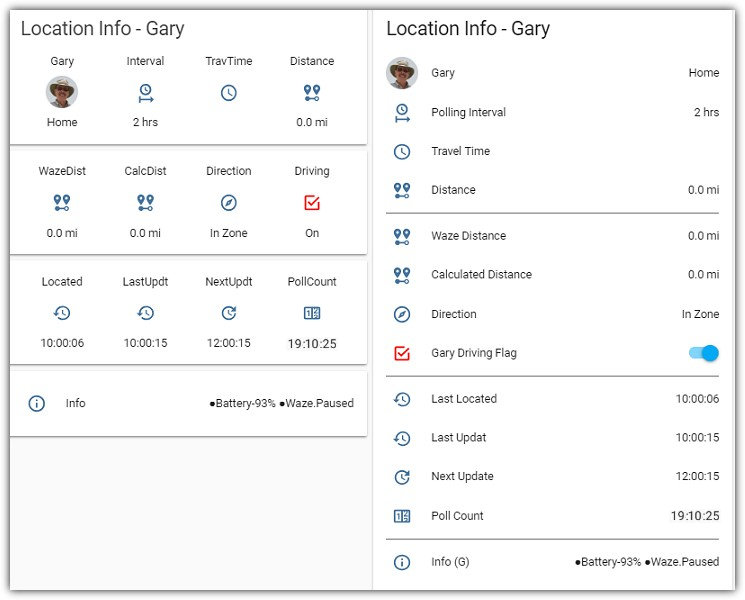 Location Info - Gary
Gary Interval TravTime Distance
Home 2 hrs 0.0 mi
WazeDist CalcDist Direction Driving
0.0 mi 0.0 mi In Zone On
Located LastUpdt NextUpdt PollCount
10:00:06 10:00:15 12:00:15 19:10:25
Info ●Battery-93% ●Waze.Paused
Location Info - Gary
Gary Home
Polling Interval 2 hrs
Travel Time
Distance 0.0 mi
Waze Distance 0.0 mi
Calculated Distance 0.0 mi
Direction In Zone
Gary Driving Flag
Last Located 10:00:06
Last Updat 10:00:15
Next Update 12:00:15
Poll Count 19:10:25
Info (G) ●Battery-93% ●Waze.Paused